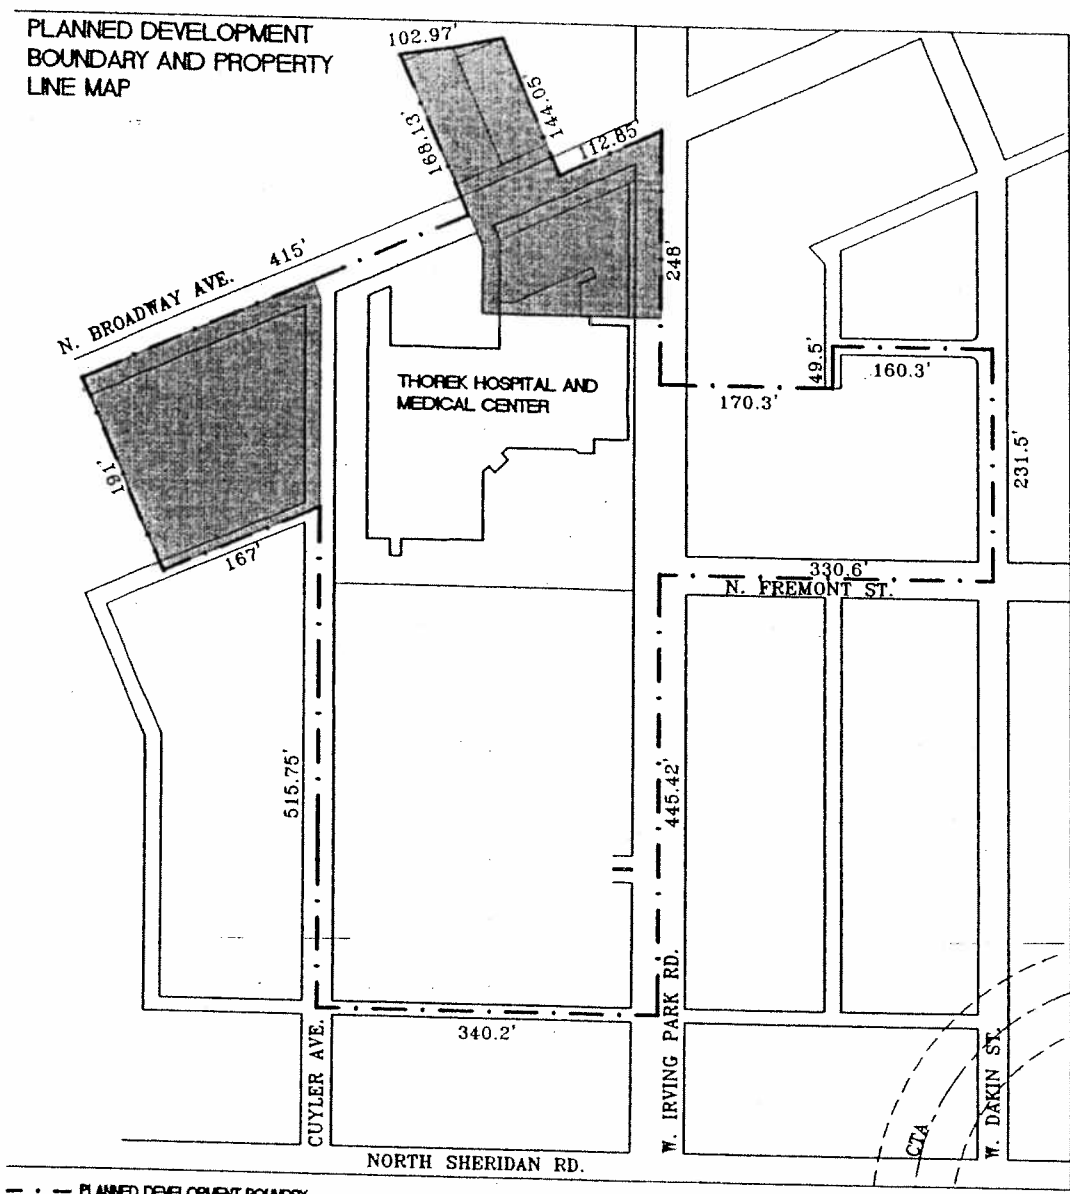 PLANNED DEVELOPMENT
BOUNDARY AND PROPERTY
LINE MAP
102.97'
144.05'
168.13'
112.85'
N. BROADWAY AVE.
415'
248'
THOREK HOSPITAL AND
MEDICAL CENTER
49.5'
160.3'
170.3'
191'
167'
231.5'
330.6'
N. FREMONT ST.
515.75'
445.42'
340.2'
CUYLER AVE.
W. IRVING PARK RD.
W. DAKIN ST.
CTA
NORTH SHERIDAN RD.
PLANNED DEVELOPMENT BOUNDRY